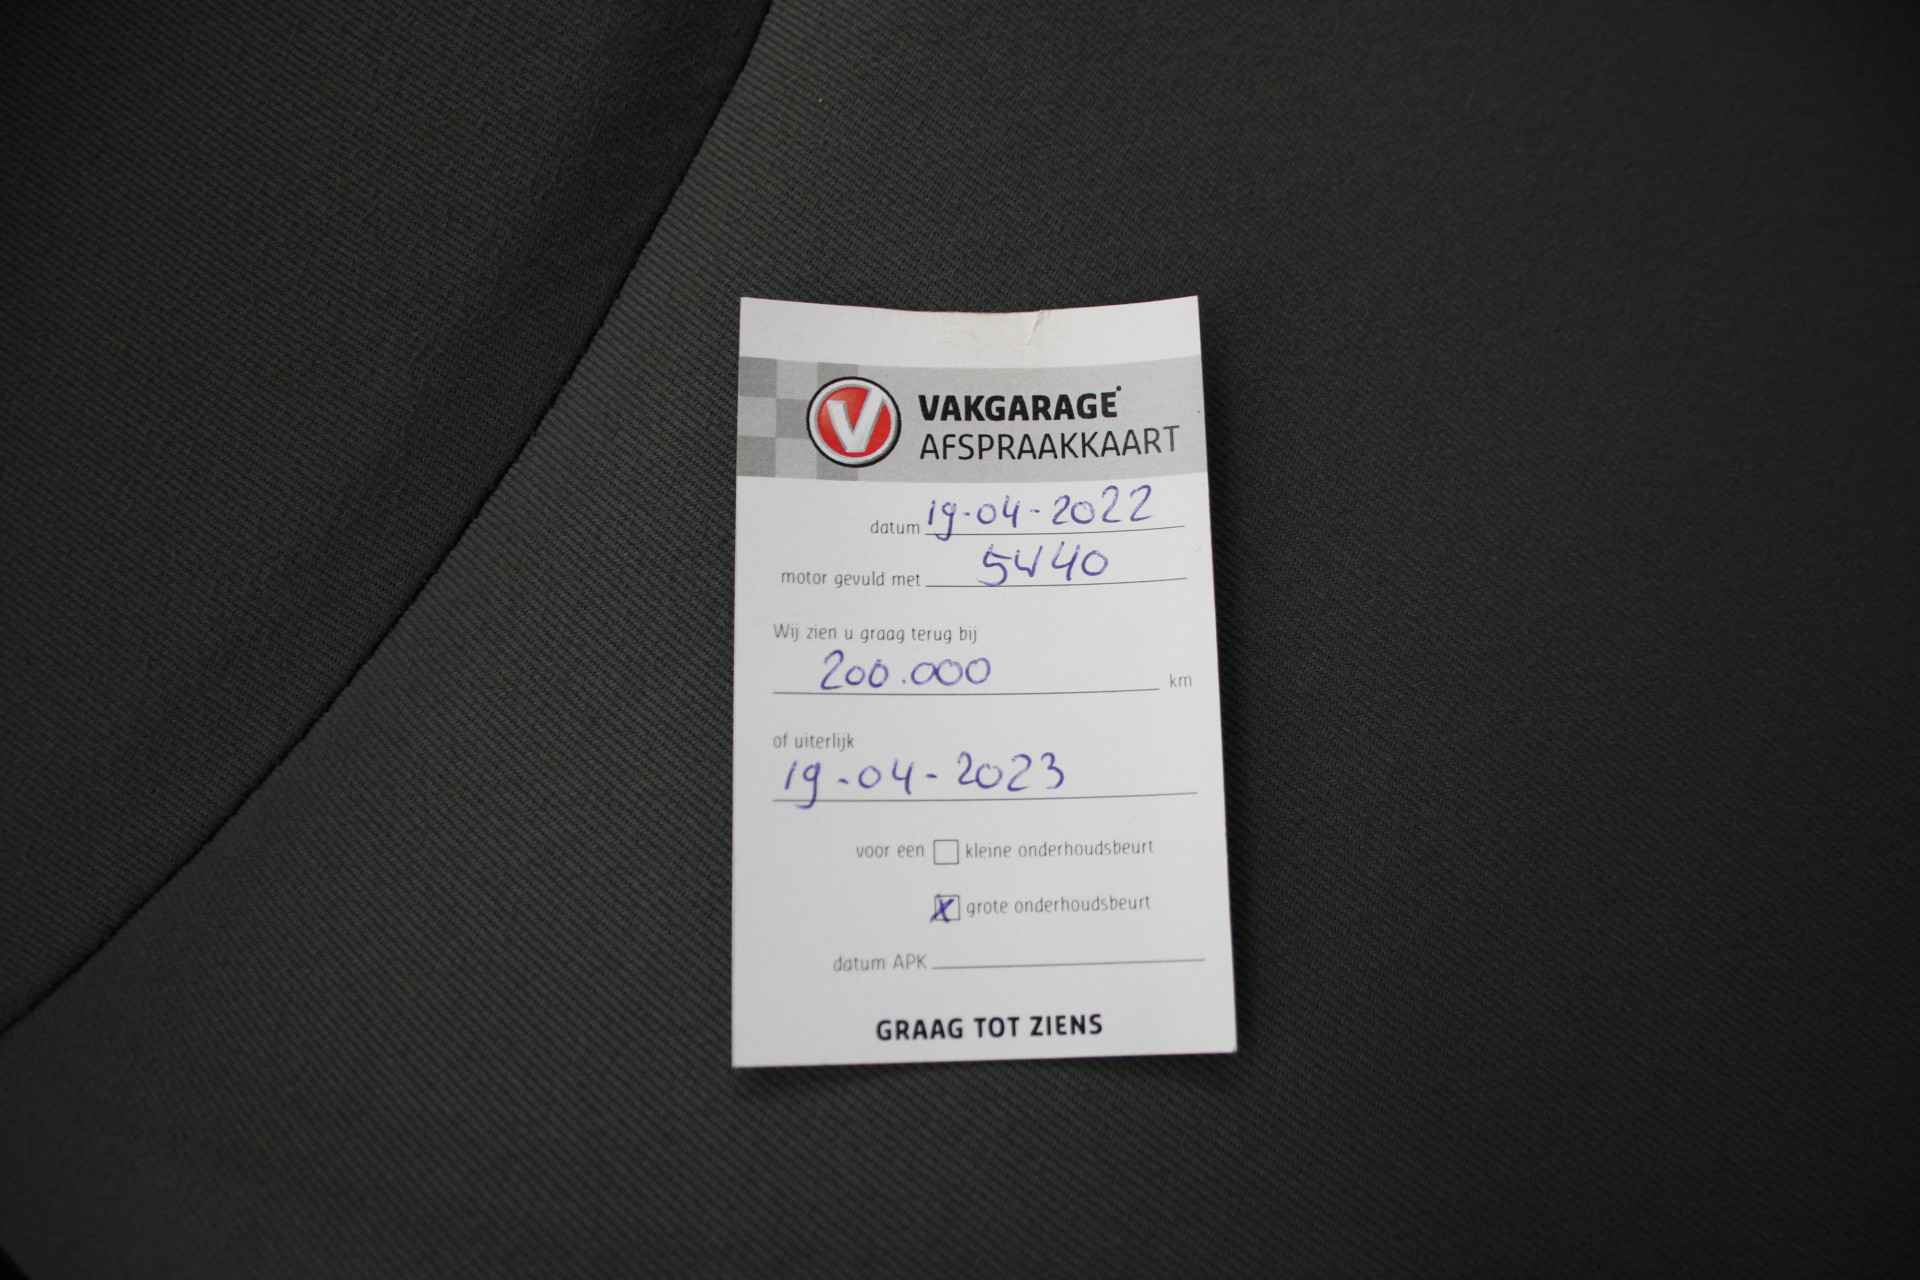 V VAKGARAGE
AFSPRAAKKAART
datum 19-04-2022
motor gevuld met 5W40
Wij zien u graag terug bij
200.000 km
of uiterlijk
19-04-2023
voor een kleine onderhoudsbeurt
X grote onderhoudsbeurt
datum APK
GRAAG TOT ZIENS